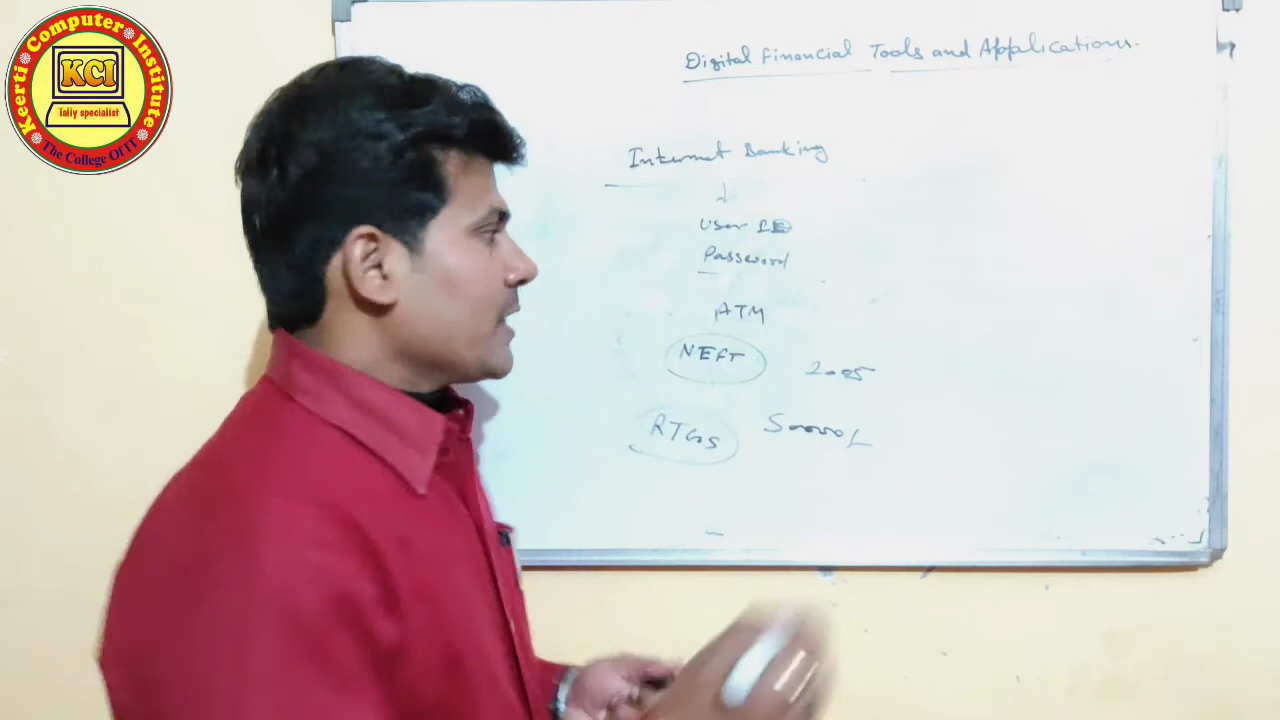 Keerti Computer Institute
KCI
Tally specialist
The College Of IT
Digital Financial Tools and Applications.
Internet Banking
User ID
Password
ATM
NEFT 2005
RTGS